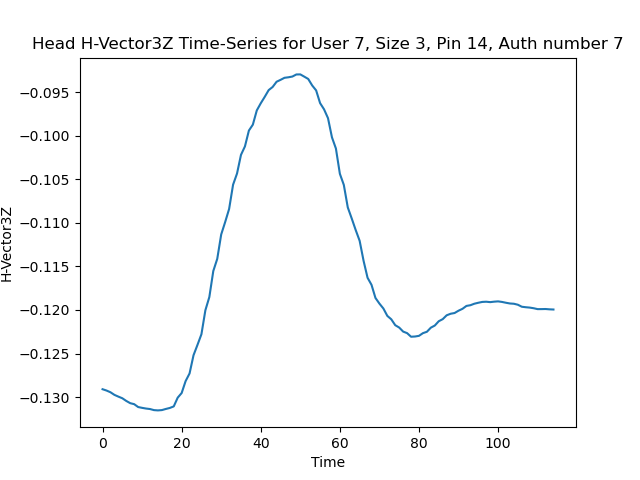 Head H-Vector3Z Time-Series for User 7, Size 3, Pin 14, Auth number 7
H-Vector3Z
−0.095
−0.100
−0.105
−0.110
−0.115
−0.120
−0.125
−0.130
0 20 40 60 80 100
Time